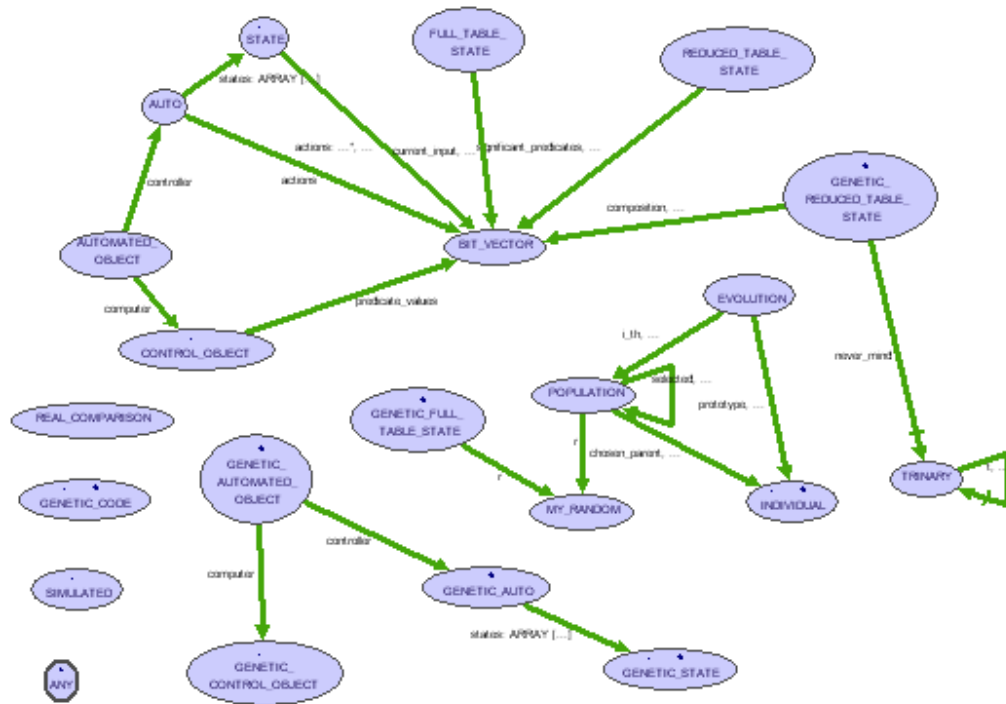 STATE
FULL_TABLE_
STATE
REDUCED_TABLE_
STATE
states: ARRAY [...]
AUTO
actions: ...*, ...
current_input, ...
significant_predicates, ...
controller
actions
GENETIC_
REDUCED_TABLE_
STATE
composition, ...
AUTOMATED_
OBJECT
BIT_VECTOR
computer
predicate_values
EVOLUTION
CONTROL_OBJECT
i_th, ...
never_mind
selected, ...
POPULATION
prototype, ...
REAL_COMPARISON
GENETIC_FULL_
TABLE_STATE
r
chosen_parent, ...
GENETIC_
AUTOMATED_
OBJECT
r
TRINARY
GENETIC_CODE
MY_RANDOM
INDIVIDUAL
controller
computer
SIMULATED
GENETIC_AUTO
states: ARRAY [...]
GENETIC_
CONTROL_OBJECT
GENETIC_STATE
ANY